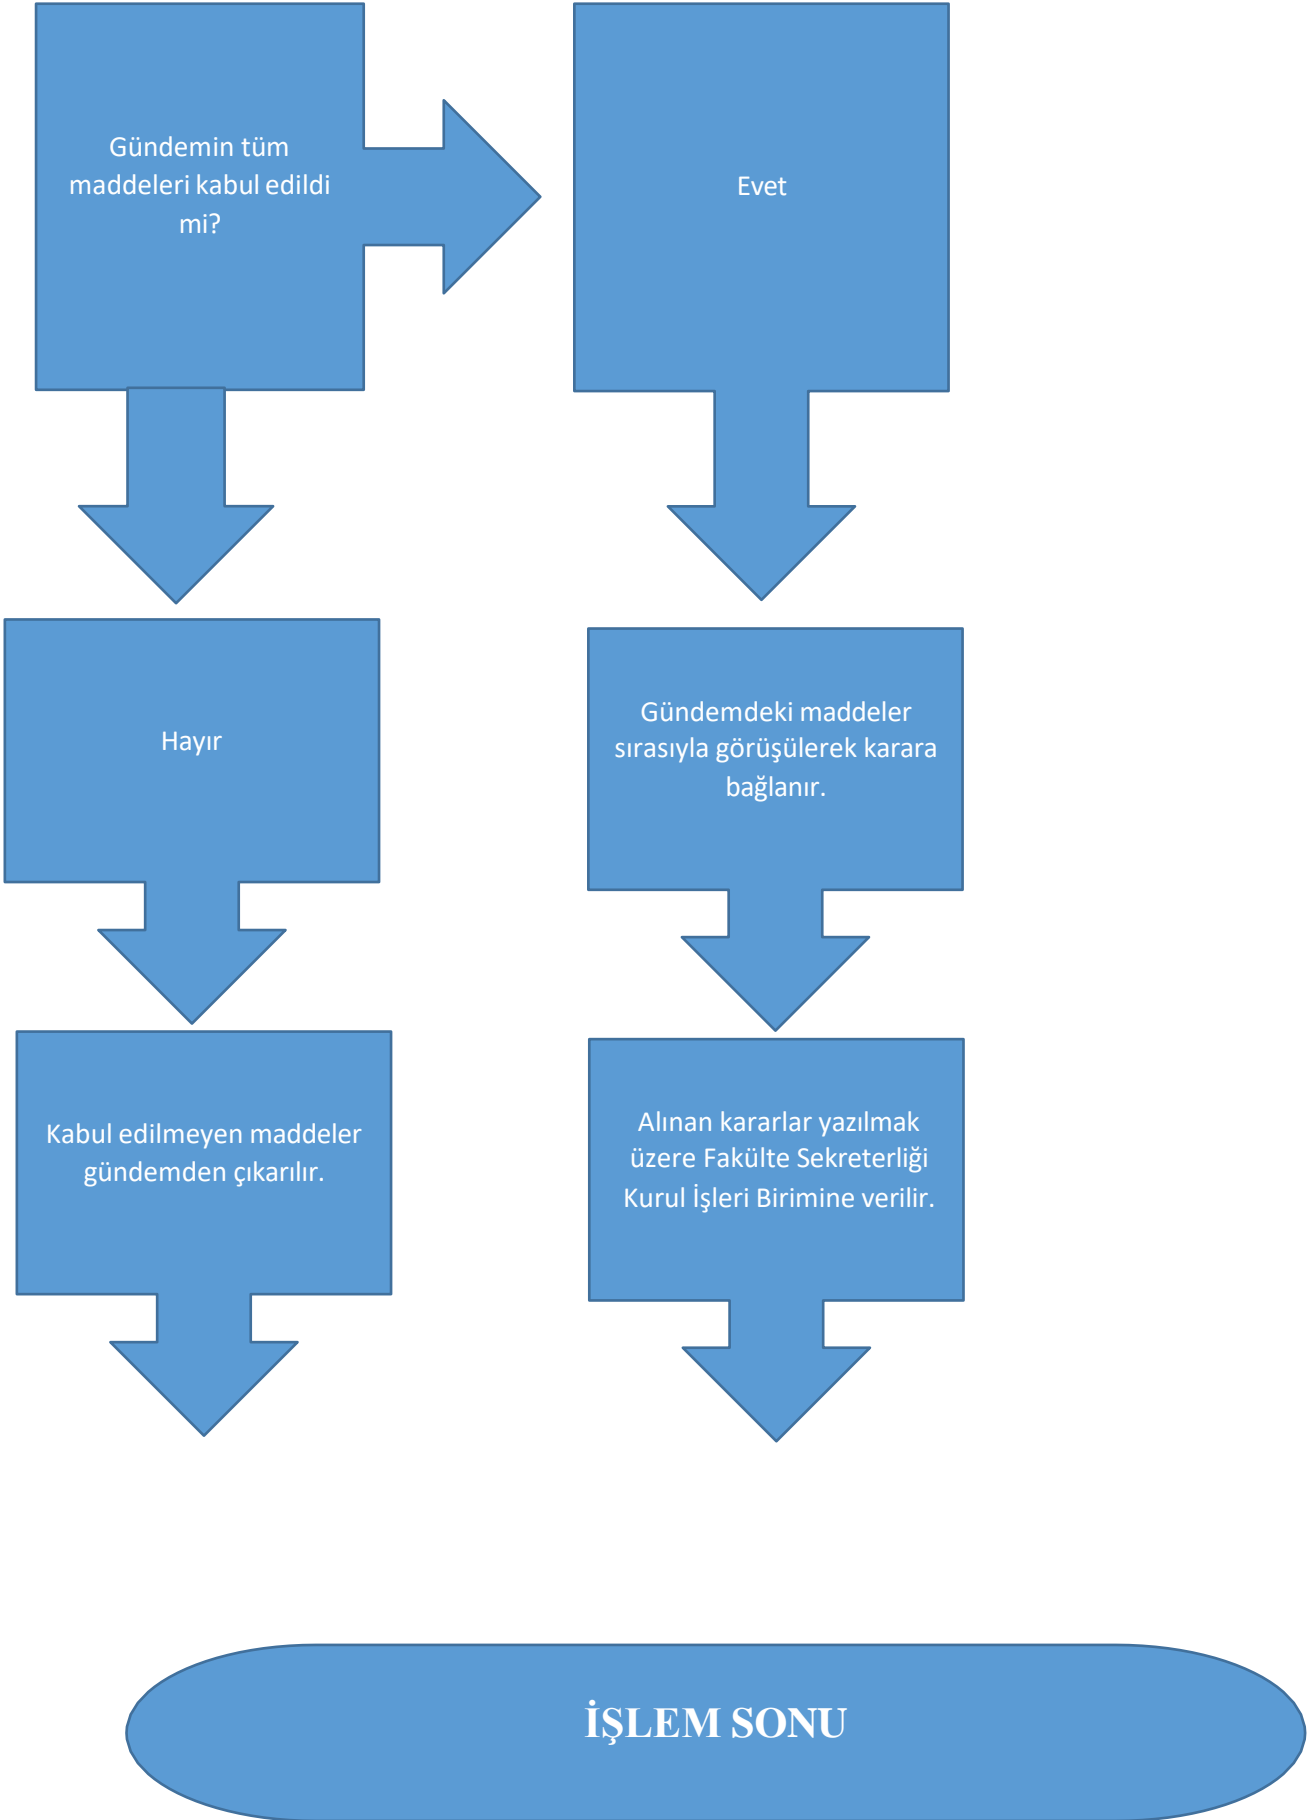 Gündemin tüm
maddeleri kabul edildi
mi?
Evet
Hayır
Gündemdeki maddeler
sırasıyla görüşülerek karara
bağlanır.
Kabul edilmeyen maddeler
gündemden çıkarılır.
Alınan kararlar yazılmak
üzere Fakülte Sekreterliği
Kurul İşleri Birimine verilir.
İŞLEM SONU